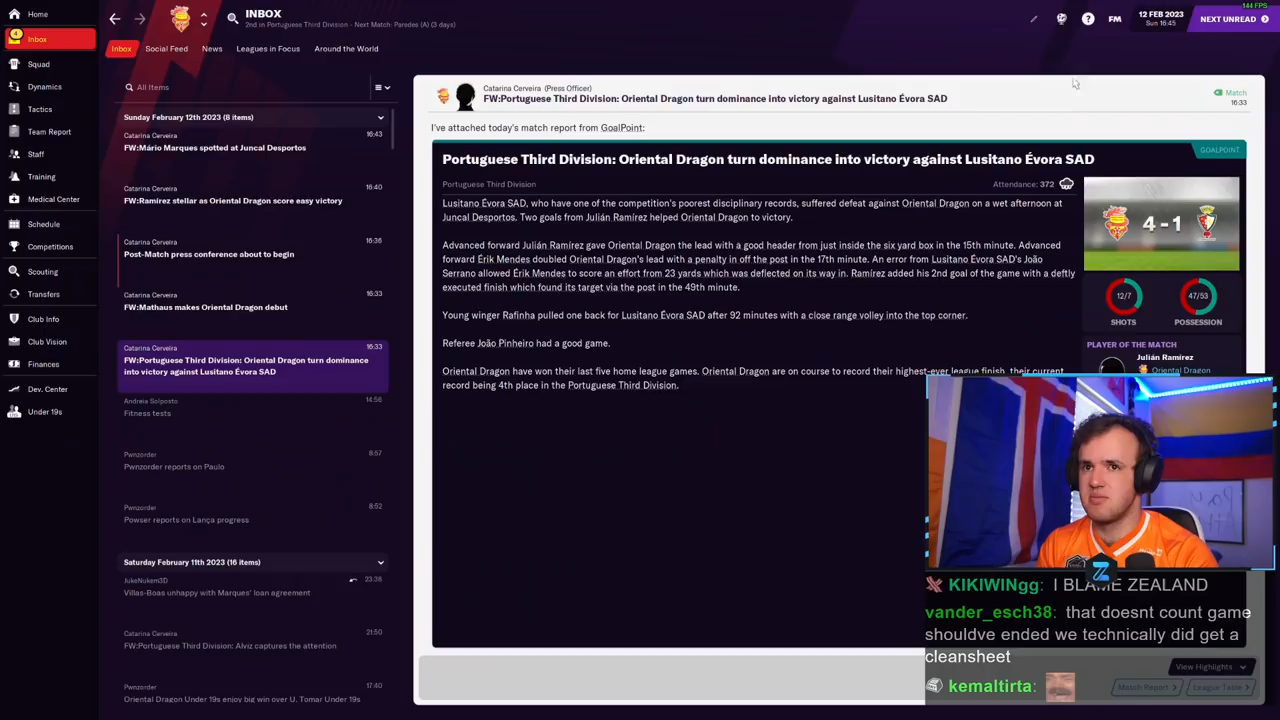 144 FPS
Home
INBOX
2nd in Portuguese Third Division - Next Match: Paredes (A) (3 days)
FM
12 FEB 2023
Sun 16:45
NEXT UNREAD
4
Inbox
Squad
Dynamics
Tactics
Team Report
Staff
Training
Medical Center
Schedule
Competitions
Scouting
Transfers
Club Info
Club Vision
Finances
Dev. Center
Under 19s
Inbox
Social Feed
News
Leagues in Focus
Around the World
All Items
Sunday February 12th 2023 (8 items)
Catarina Cerveira
16:43
FW:Mário Marques spotted at Juncal Desportos
Catarina Cerveira
16:40
FW:Ramírez stellar as Oriental Dragon score easy victory
Catarina Cerveira
16:36
Post-Match press conference about to begin
Catarina Cerveira
16:33
FW:Mathaus makes Oriental Dragon debut
Catarina Cerveira
16:33
FW:Portuguese Third Division: Oriental Dragon turn dominance
into victory against Lusitano Évora SAD
Andreia Solposto
14:56
Fitness tests
Pwnzorder
8:57
Pwnzorder reports on Paulo
Pwnzorder
8:52
Powser reports on Lança progress
Saturday February 11th 2023 (16 items)
JukeNukem3D
23:38
Villas-Boas unhappy with Marques' loan agreement
Catarina Cerveira
21:50
FW:Portuguese Third Division: Alviz captures the attention
Pwnzorder
17:40
Oriental Dragon Under 19s enjoy big win over U. Tomar Under 19s
Catarina Cerveira (Press Officer)
FW:Portuguese Third Division: Oriental Dragon turn dominance into victory against Lusitano Évora SAD
Match
16:33
I've attached today's match report from GoalPoint:
Portuguese Third Division: Oriental Dragon turn dominance into victory against Lusitano Évora SAD
GOALPOINT
Portuguese Third Division
Attendance: 372
Lusitano Évora SAD, who have one of the competition's poorest disciplinary records, suffered defeat against Oriental Dragon on a wet afternoon at
Juncal Desportos. Two goals from Julián Ramírez helped Oriental Dragon to victory.
Advanced forward Julián Ramírez gave Oriental Dragon the lead with a good header from just inside the six yard box in the 15th minute. Advanced
forward Érik Mendes doubled Oriental Dragon's lead with a penalty in off the post in the 17th minute. An error from Lusitano Évora SAD's João
Serrano allowed Érik Mendes to score an effort from 23 yards which was deflected on its way in. Ramírez added his 2nd goal of the game with a deftly
executed finish which found its target via the post in the 49th minute.
Young winger Rafinha pulled one back for Lusitano Évora SAD after 92 minutes with a close range volley into the top corner.
Referee João Pinheiro had a good game.
Oriental Dragon have won their last five home league games. Oriental Dragon are on course to record their highest-ever league finish, their current
record being 4th place in the Portuguese Third Division.
4 - 1
12/7
SHOTS
47/53
POSSESSION
PLAYER OF THE MATCH
Julián Ramírez
Oriental Dragon
KIKIWINgg: I BLAME ZEALAND
vander_esch38: that doesnt count game
shouldve ended we technically did get a
cleansheet
kemaltirta:
View Highlights
Match Report
League Table